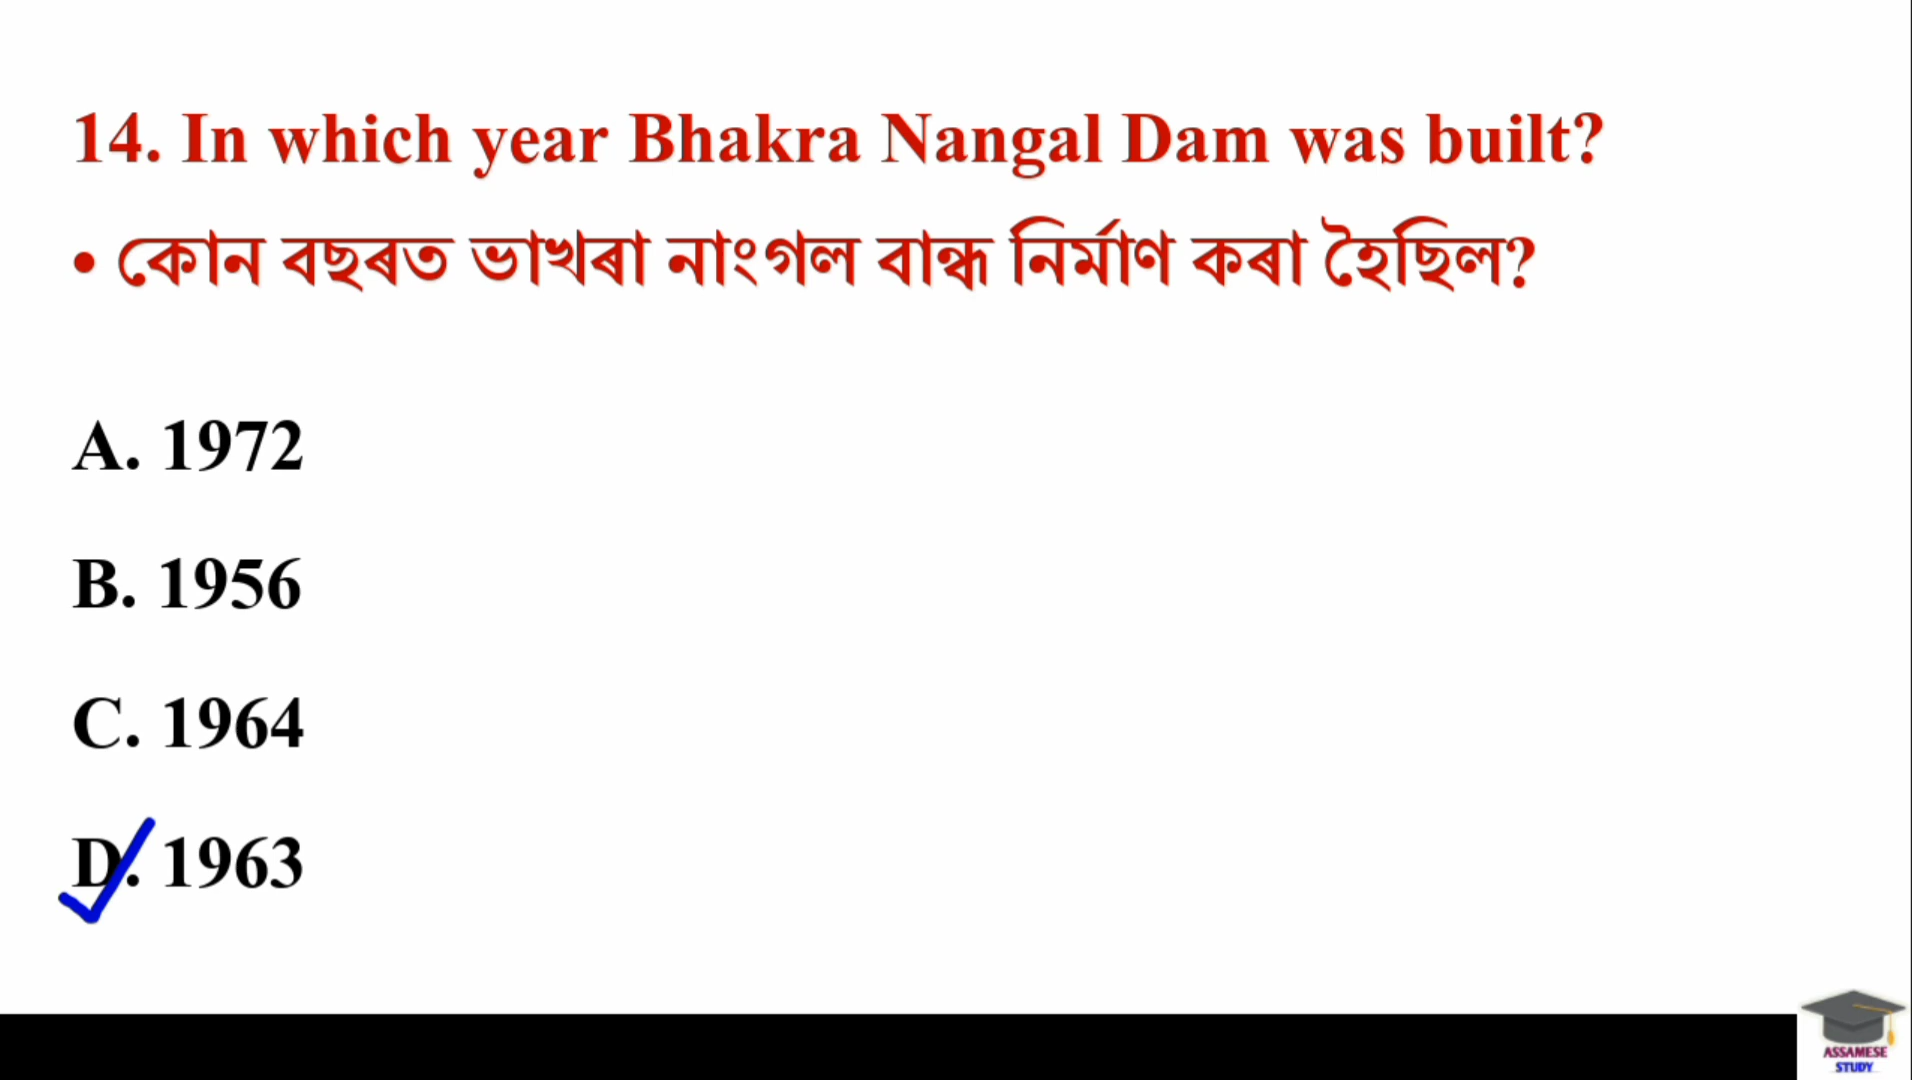 14. In which year Bhakra Nangal Dam was built?
• কোন বছৰত ভাখৰা নাংগল বান্ধ নিৰ্মাণ কৰা হৈছিল?
A. 1972
B. 1956
C. 1964
D. 1963
ASSAMESE
STUDY